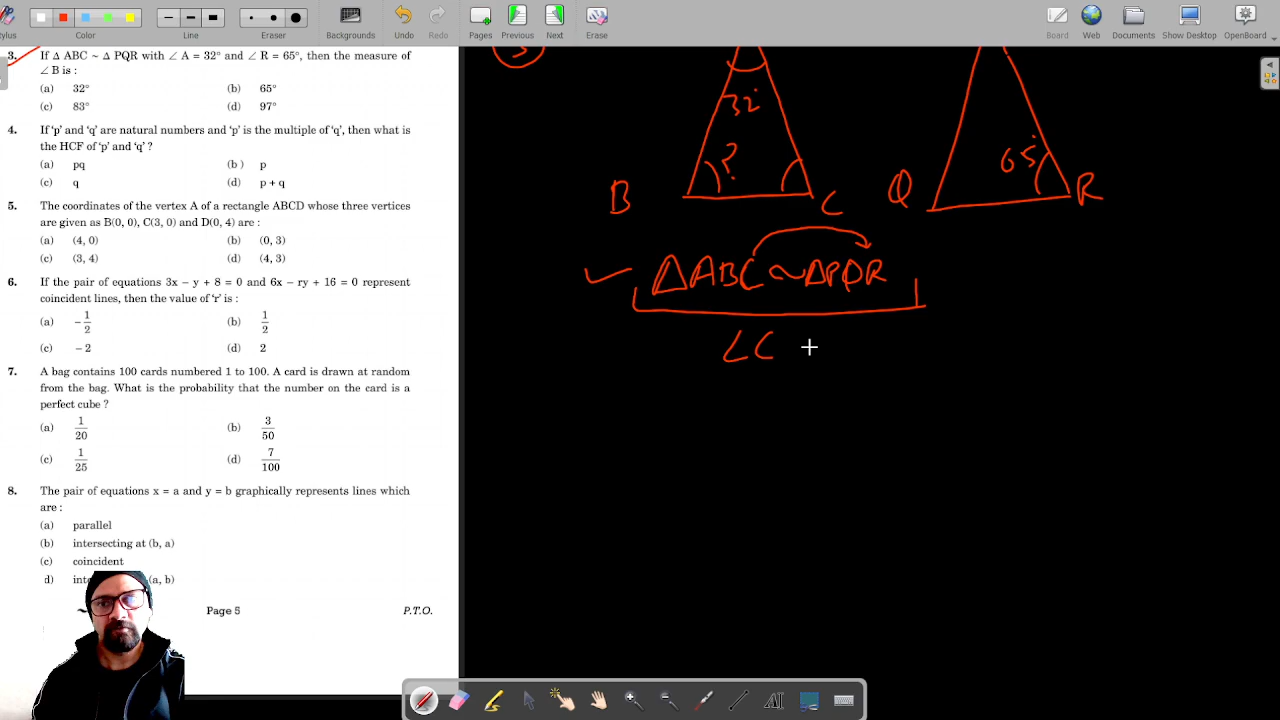 Stylus
Color
Line
Eraser
Backgrounds
Undo
Redo
Pages
Previous
Next
Erase
Board
Web
Documents
Show Desktop
OpenBoard
3. If Δ ABC ~ Δ PQR with ∠ A = 32° and ∠ R = 65°, then the measure of
∠ B is :
(a) 32° (b) 65°
(c) 83° (d) 97°
4. If ‘p’ and ‘q’ are natural numbers and ‘p’ is the multiple of ‘q’, then what is
the HCF of ‘p’ and ‘q’ ?
(a) pq (b ) p
(c) q (d) p + q
5. The coordinates of the vertex A of a rectangle ABCD whose three vertices
are given as B(0, 0), C(3, 0) and D(0, 4) are :
(a) (4, 0) (b) (0, 3)
(c) (3, 4) (d) (4, 3)
6. If the pair of equations 3x – y + 8 = 0 and 6x – ry + 16 = 0 represent
coincident lines, then the value of ‘r’ is :
(a) – 1/2 (b) 1/2
(c) – 2 (d) 2
7. A bag contains 100 cards numbered 1 to 100. A card is drawn at random
from the bag. What is the probability that the number on the card is a
perfect cube ?
(a) 1/20 (b) 3/50
(c) 1/25 (d) 7/100
8. The pair of equations x = a and y = b graphically represents lines which
are :
(a) parallel
(b) intersecting at (b, a)
(c) coincident
d) (a, b)
Page 5
P.T.O.
3
32°
?
B
C
65°
Q
R
ΔABC ~ ΔPQR
∠C
AI